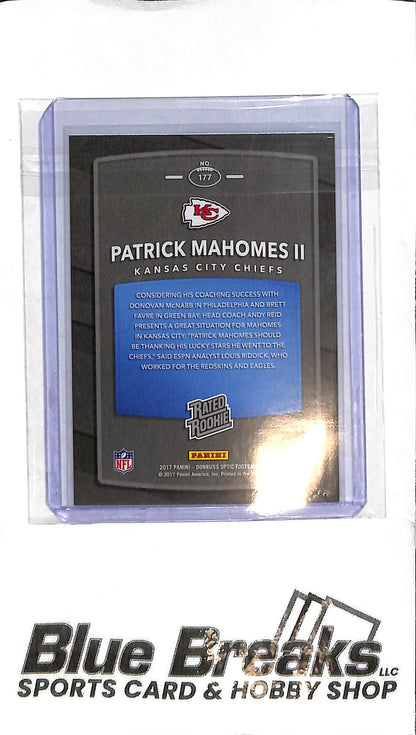 NO.
177
KC
PATRICK MAHOMES II
KANSAS CITY CHIEFS
CONSIDERING HIS COACHING SUCCESS WITH
DONOVAN McNABB IN PHILADELPHIA AND BRETT
FAVRE IN GREEN BAY, HEAD COACH ANDY REID
PRESENTS A GREAT SITUATION FOR MAHOMES
IN KANSAS CITY. "PATRICK MAHOMES SHOULD
BE THANKING HIS LUCKY STARS HE WENT TO THE
CHIEFS," SAID ESPN ANALYST LOUIS RIDDICK, WHO
WORKED FOR THE REDSKINS AND EAGLES.
RATED
ROOKIE
NFL
PANINI
2017 PANINI - DONRUSS OPTIC FOOTBALL
© 2017 Panini America, Inc. Printed in the
Blue Breaks LLC
SPORTS CARD & HOBBY SHOP